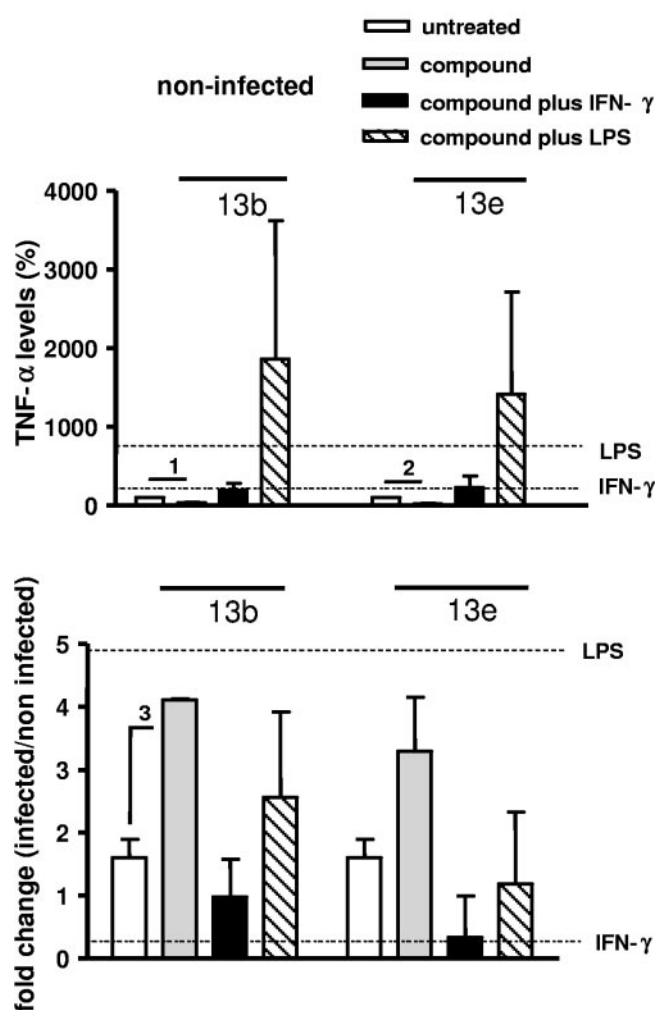 untreated
compound
compound plus IFN- γ
compound plus LPS
non-infected
13b
13e
TNF-α levels (%)
4000
3000
2000
1000
0
1
2
LPS
IFN- γ
13b
13e
fold change (infected/non infected)
5
4
3
2
1
0
3
LPS
IFN- γ